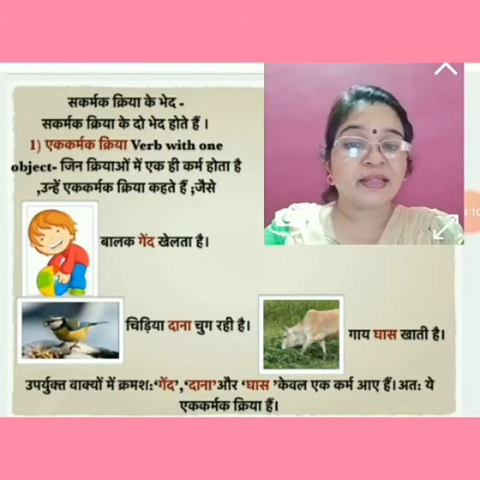 सकर्मक क्रिया के भेद -
सकर्मक क्रिया के दो भेद होते हैं ।
1) एककर्मक क्रिया Verb with one
object- जिन क्रियाओं में एक ही कर्म होता है
,उन्हें एककर्मक क्रिया कहते हैं ;जैसे
बालक गेंद खेलता है।
चिड़िया दाना चुग रही है।
गाय घास खाती है।
उपर्युक्त वाक्यों में क्रमश:‘गेंद’,‘दाना’और ‘घास ’केवल एक कर्म आए हैं। अत: ये
एककर्मक क्रिया हैं।